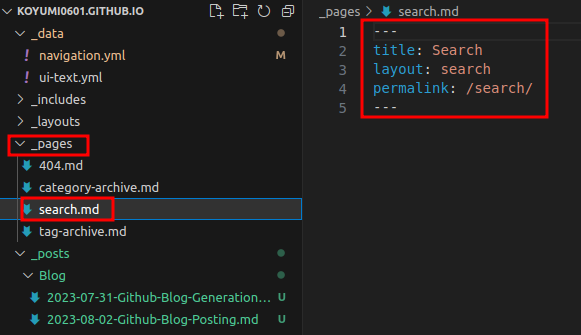 KOYUMI0601.GITHUB.IO
_data
navigation.yml M
ui-text.yml
_includes
_layouts
_pages
404.md
category-archive.md
search.md
tag-archive.md
_posts
Blog
2023-07-31-Github-Blog-Generation... U
2023-08-02-Github-Blog-Posting.md U
_pages > search.md
1 ---
2 title: Search
3 layout: search
4 permalink: /search/
5 ---